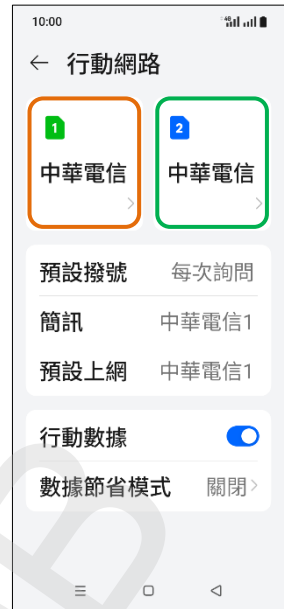 10:00
行動網路
1
2
中華電信
中華電信
預設撥號 每次詢問
簡訊 中華電信1
預設上網 中華電信1
行動數據
數據節省模式 關閉